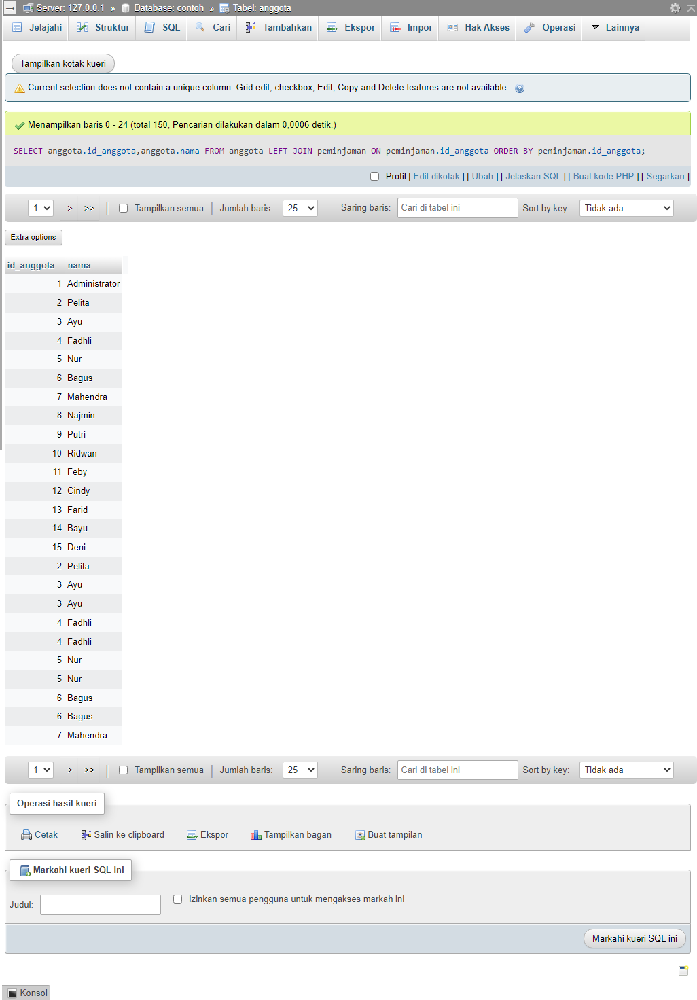 Server: 127.0.0.1 » Database: contoh » Tabel: anggota
Jelajahi Struktur SQL Cari Tambahkan Ekspor Impor Hak Akses Operasi Lainnya
Tampilkan kotak kueri
Current selection does not contain a unique column. Grid edit, checkbox, Edit, Copy and Delete features are not available.
Menampilkan baris 0 - 24 (total 150, Pencarian dilakukan dalam 0,0006 detik.)
SELECT anggota.id_anggota,anggota.nama FROM anggota LEFT JOIN peminjaman ON peminjaman.id_anggota ORDER BY peminjaman.id_anggota;
Profil [ Edit dikotak ] [ Ubah ] [ Jelaskan SQL ] [ Buat kode PHP ] [ Segarkan ]
1 > >> | Tampilkan semua | Jumlah baris: 25 Saring baris: Cari di tabel ini Sort by key: Tidak ada
Extra options
id_anggota nama
1 Administrator
2 Pelita
3 Ayu
4 Fadhli
5 Nur
6 Bagus
7 Mahendra
8 Najmin
9 Putri
10 Ridwan
11 Feby
12 Cindy
13 Farid
14 Bayu
15 Deni
2 Pelita
3 Ayu
3 Ayu
4 Fadhli
4 Fadhli
5 Nur
5 Nur
6 Bagus
6 Bagus
7 Mahendra
1 > >> | Tampilkan semua | Jumlah baris: 25 Saring baris: Cari di tabel ini Sort by key: Tidak ada
Operasi hasil kueri
Cetak Salin ke clipboard Ekspor Tampilkan bagan Buat tampilan
Markahi kueri SQL ini
Judul: Izinkan semua pengguna untuk mengakses markah ini
Markahi kueri SQL ini
Konsol